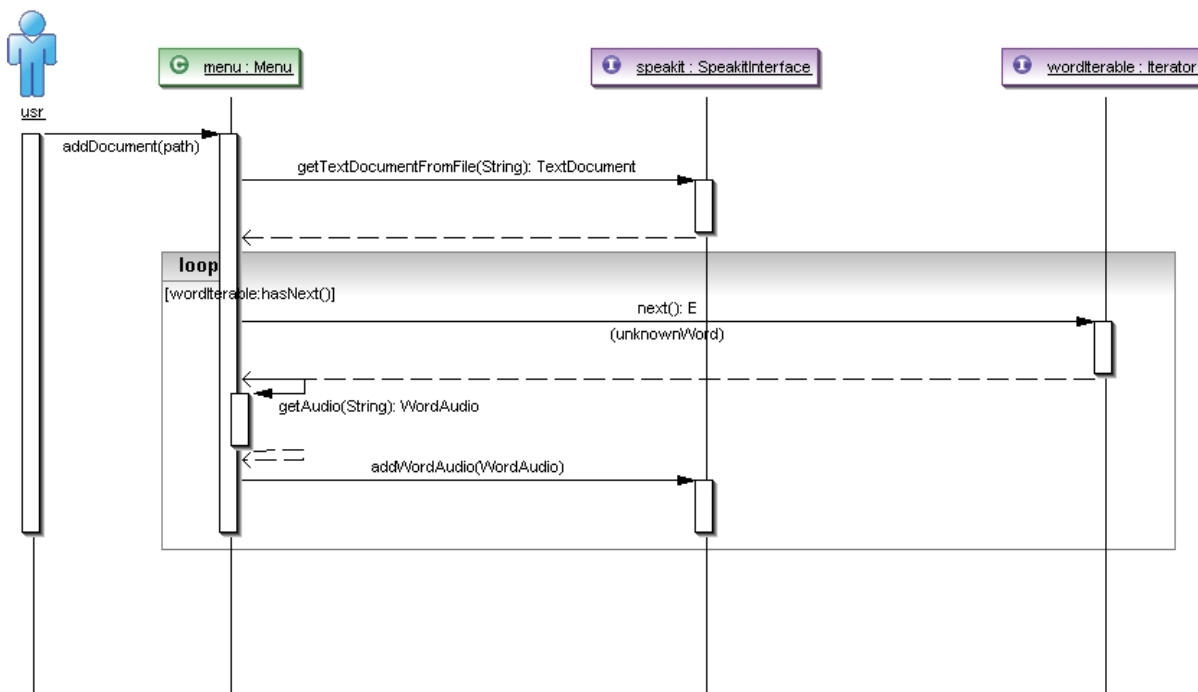 C menu : Menu
I speakit : SpeakitInterface
I wordIterable : Iterator
usr
addDocument(path)
getTextDocumentFromFile(String): TextDocument
loop
[wordIterable:hasNext()]
next(): E
(unknownWord)
getAudio(String): WordAudio
addWordAudio(WordAudio)